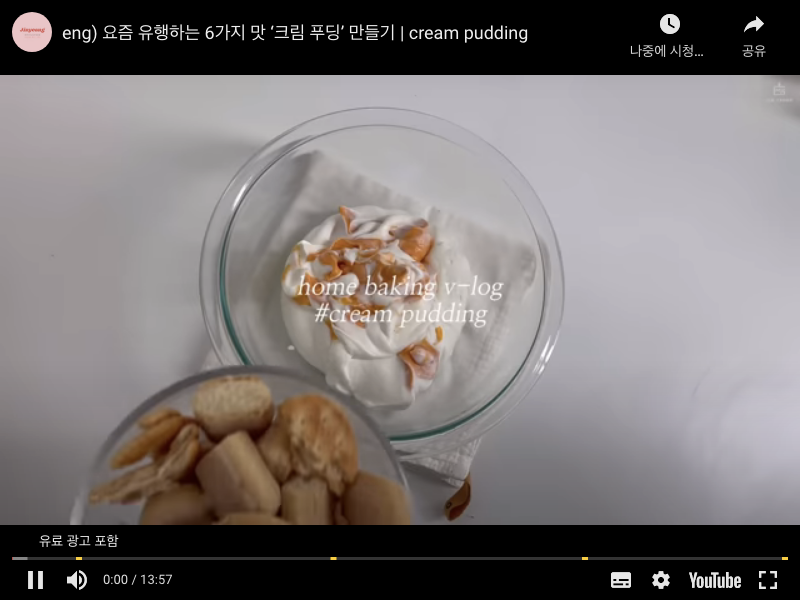 Jinyoung
eng) 요즘 유행하는 6가지 맛 ‘크림 푸딩’ 만들기 | cream pudding
나중에 시청...
공유
home baking v-log
#cream pudding
유료 광고 포함
0:00 / 13:57
YouTube